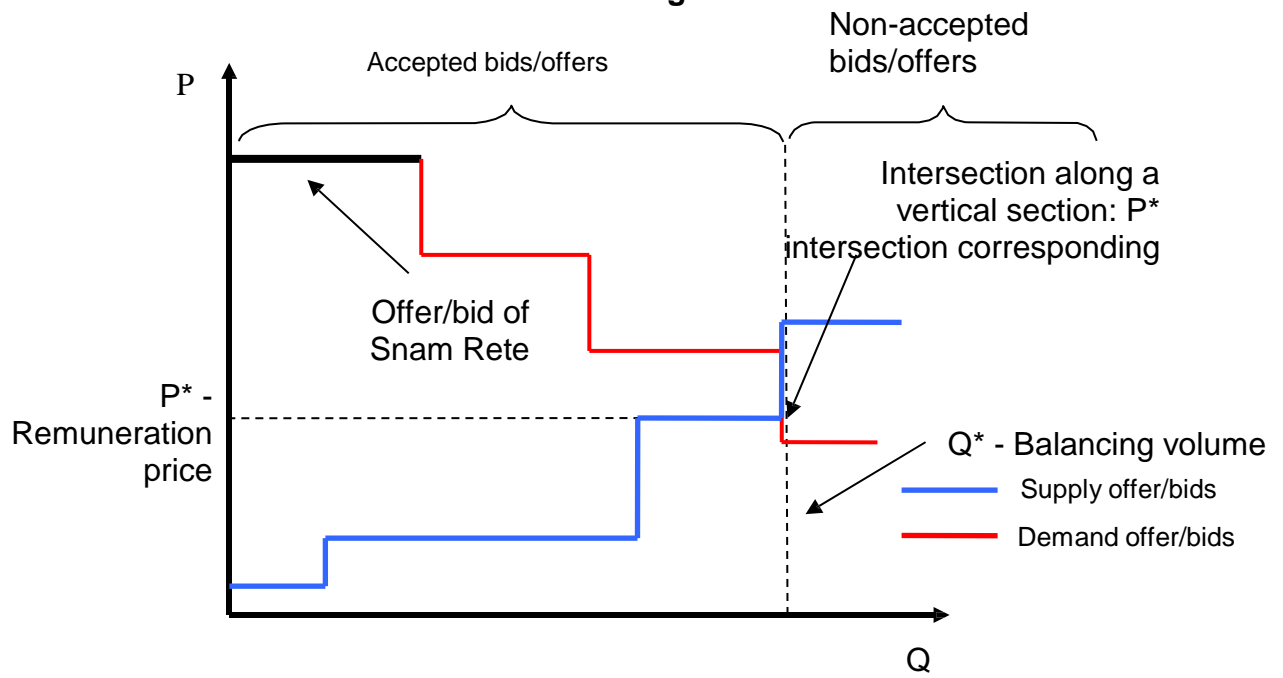 Non-accepted
bids/offers
Accepted bids/offers
P
Intersection along a
vertical section: P*
intersection corresponding
Offer/bid of
Snam Rete
P* -
Remuneration
price
Q* - Balancing volume
Supply offer/bids
Demand offer/bids
Q